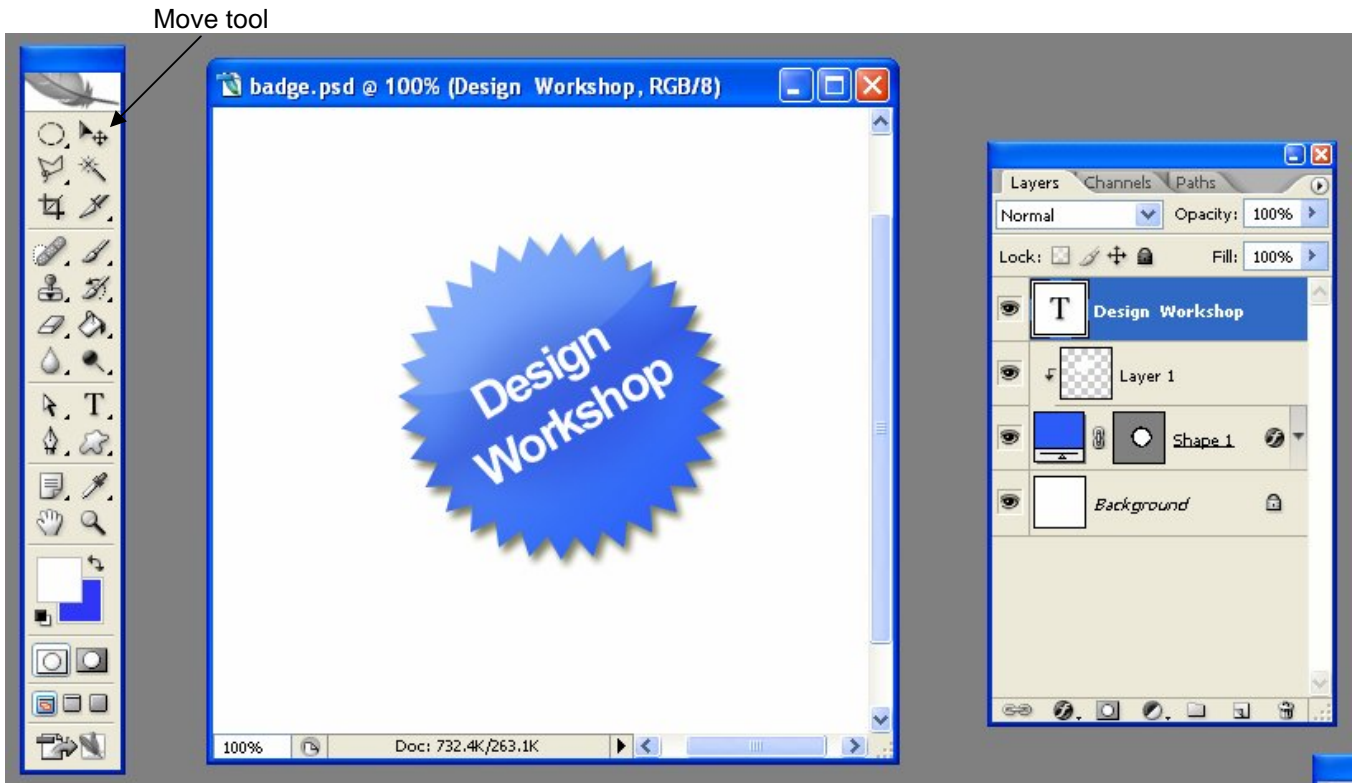 Move tool
badge.psd @ 100% (Design Workshop, RGB/8)
Design
Workshop
100%
Doc: 732.4K/263.1K
Layers Channels Paths
Normal Opacity: 100%
Lock: Fill: 100%
T Design Workshop
Layer 1
Shape 1
Background
T